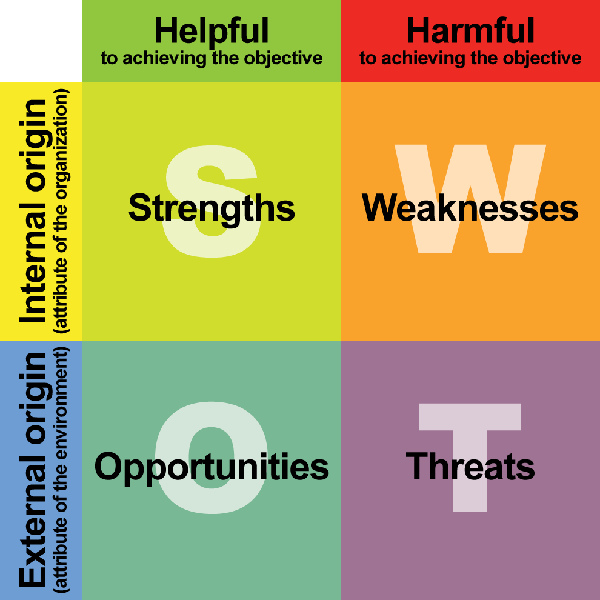 Helpful
to achieving the objective
Harmful
to achieving the objective
Internal origin
(attribute of the organization)
S
Strengths
W
Weaknesses
External origin
(attribute of the environment)
O
Opportunities
T
Threats